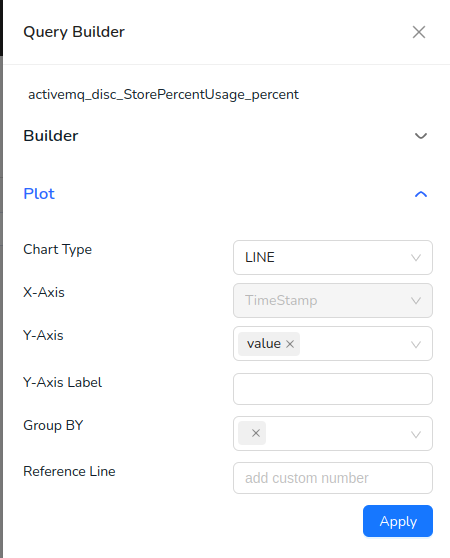 Query Builder
activemq_disc_StorePercentUsage_percent
Builder
Plot
Chart Type LINE
X-Axis TimeStamp
Y-Axis value
Y-Axis Label
Group BY
Reference Line add custom number
Apply